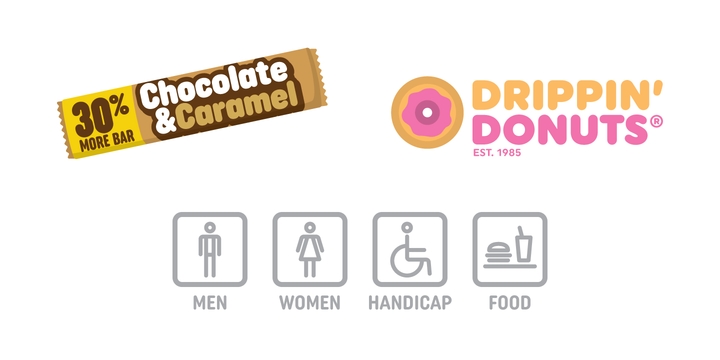 30%
MORE BAR
Chocolate
&Caramel
DRIPPIN'
DONUTS®
EST. 1985
MEN
WOMEN
HANDICAP
FOOD